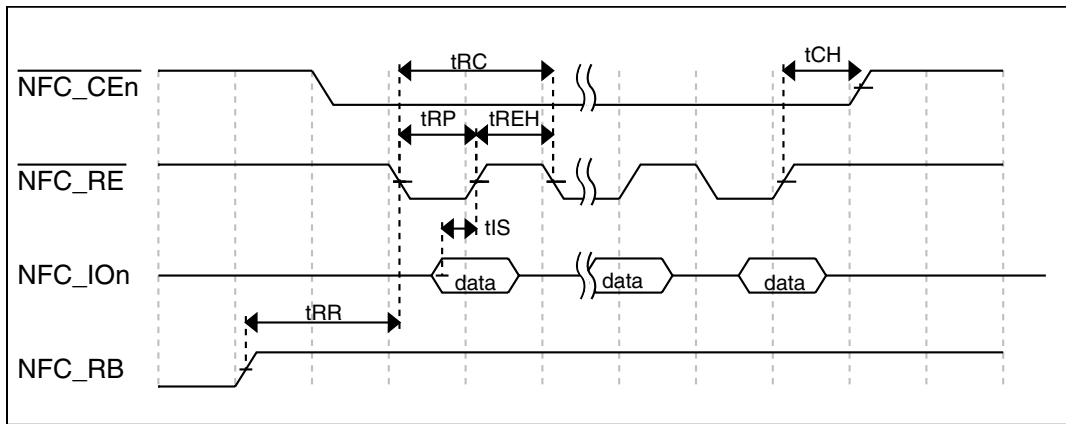 tRC
tCH
NFC_CEn
tRP
tREH
NFC_RE
tIS
NFC_IOn
data
data
data
tRR
NFC_RB